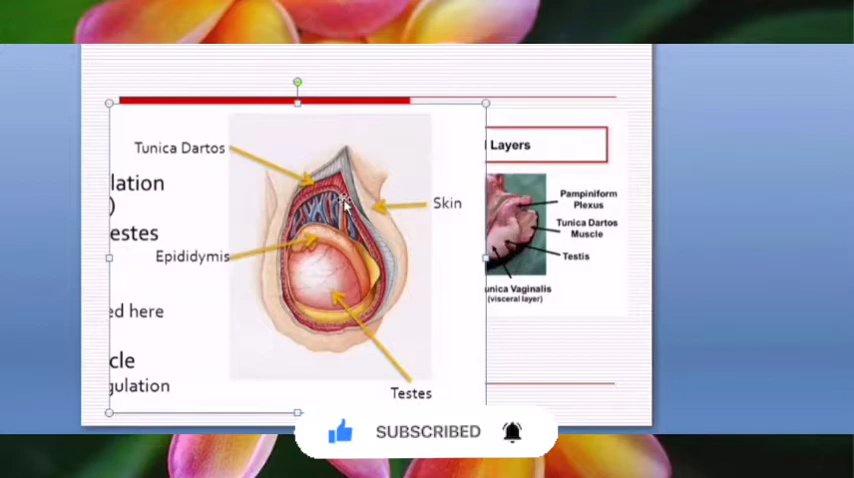 Tunica Dartos
lation
)
estes
Epididymis
ed here
cle
gulation
Skin
Testes
l Layers
Pampiniform
Plexus
Tunica Dartos
Muscle
Testis
unica Vaginalis
(visceral layer)
SUBSCRIBED